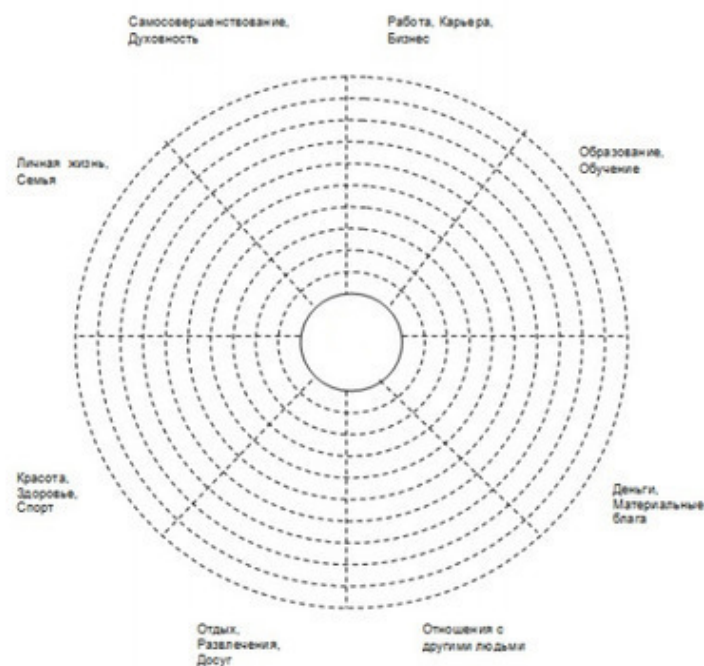 Самосовершенствование,
Духовность
Работа, Карьера,
Бизнес
Личная жизнь,
Семья
Образование,
Обучение
Красота,
Здоровье,
Спорт
Деньги,
Материальные
блага
Отдых,
Развлечения,
Досуг
Отношения с
другими людьми